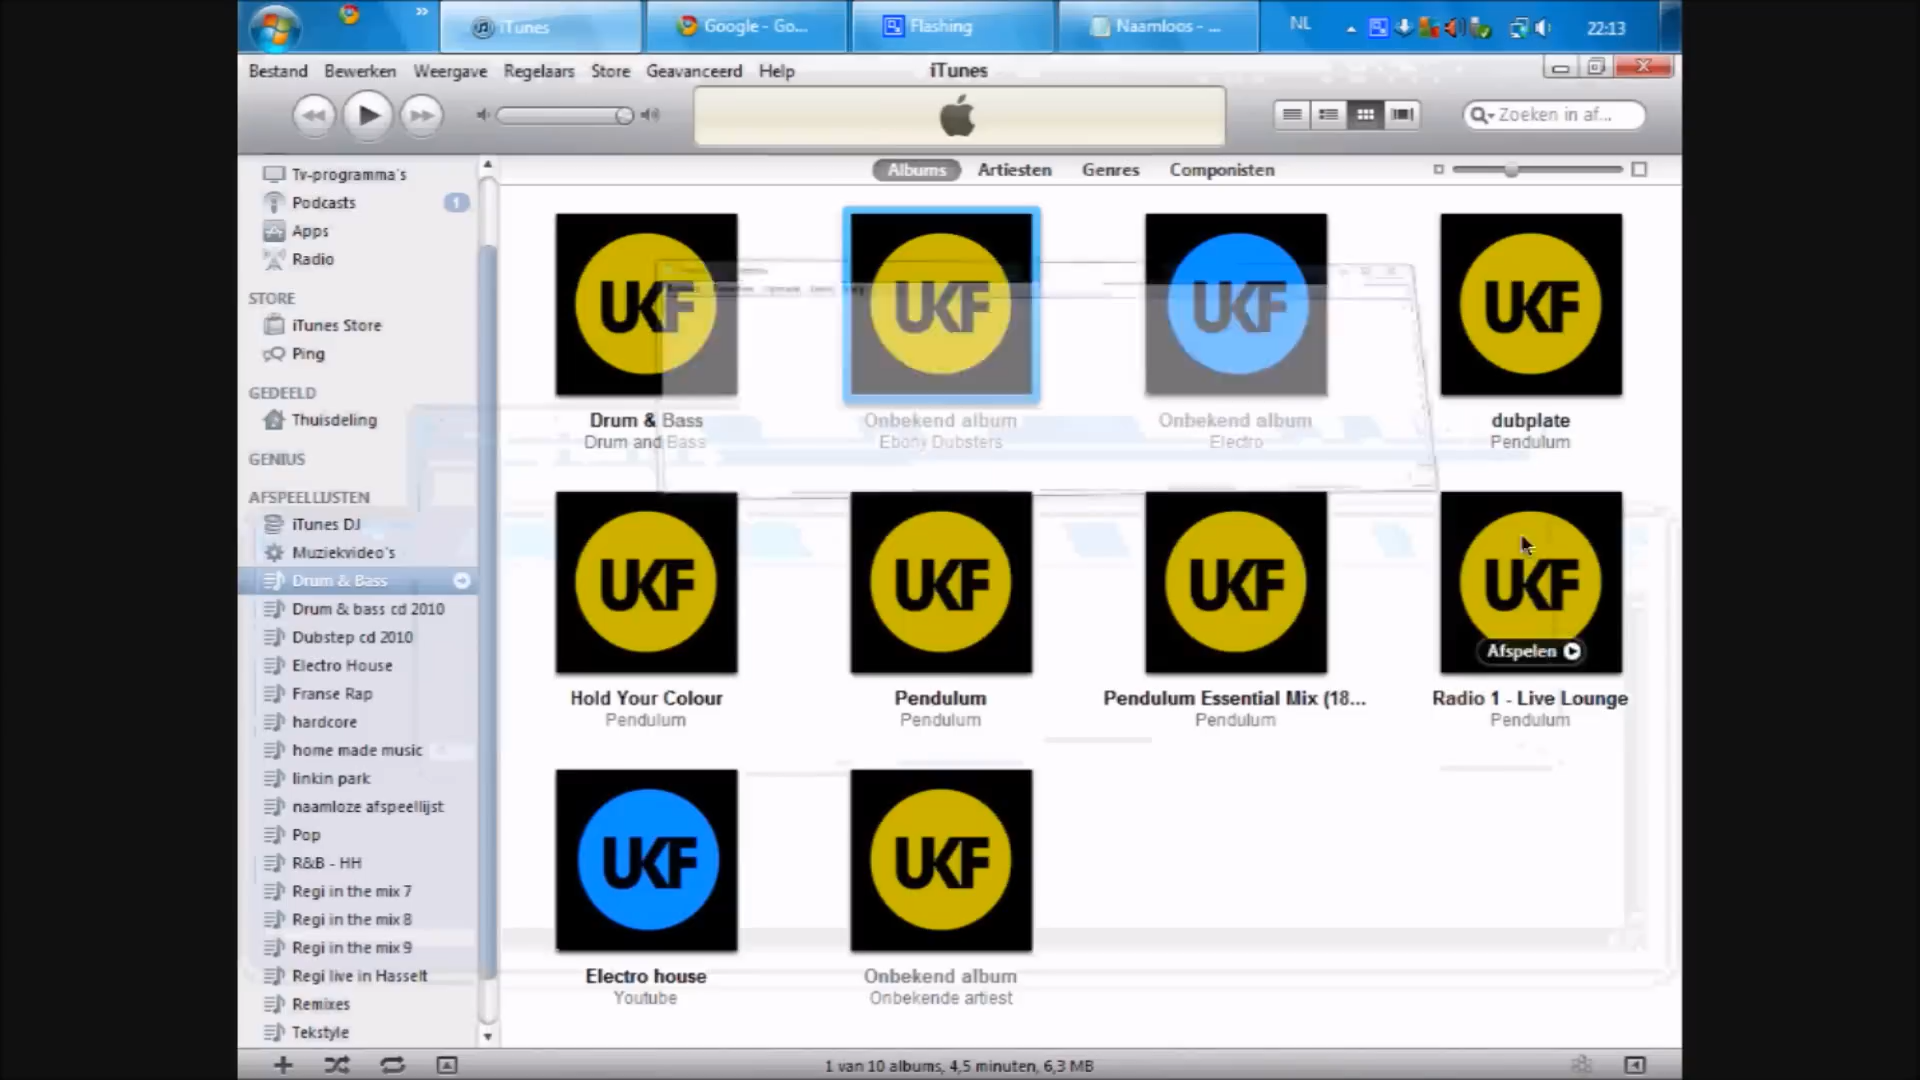 iTunes
Google - Go...
Flashing
Naamloos - ...
NL
22:13
Bestand Bewerken Weergave Regelaars Store Geavanceerd Help
iTunes
Zoeken in af...
Albums Artiesten Genres Componisten
Tv-programma's
Podcasts 1
Apps
Radio
STORE
iTunes Store
Ping
GEDEELD
Thuisdeling
GENIUS
AFSPEELLIJSTEN
iTunes DJ
Muziekvideo's
Drum & Bass
Drum & bass cd 2010
Dubstep cd 2010
Electro House
Franse Rap
hardcore
home made music
linkin park
naamloze afspeellijst
Pop
R&B - HH
Regi in the mix 7
Regi in the mix 8
Regi in the mix 9
Regi live in Hasselt
Remixes
Tekstyle
UKF
Drum & Bass
Drum and Bass
UKF
Onbekend album
Ebony Dubsters
UKF
Onbekend album
Electro
UKF
dubplate
Pendulum
UKF
Hold Your Colour
Pendulum
UKF
Pendulum
Pendulum
UKF
Pendulum Essential Mix (18...
Pendulum
UKF
Afspelen
Radio 1 - Live Lounge
Pendulum
UKF
Electro house
Youtube
UKF
Onbekend album
Onbekende artiest
1 van 10 albums, 4,5 minuten, 6,3 MB